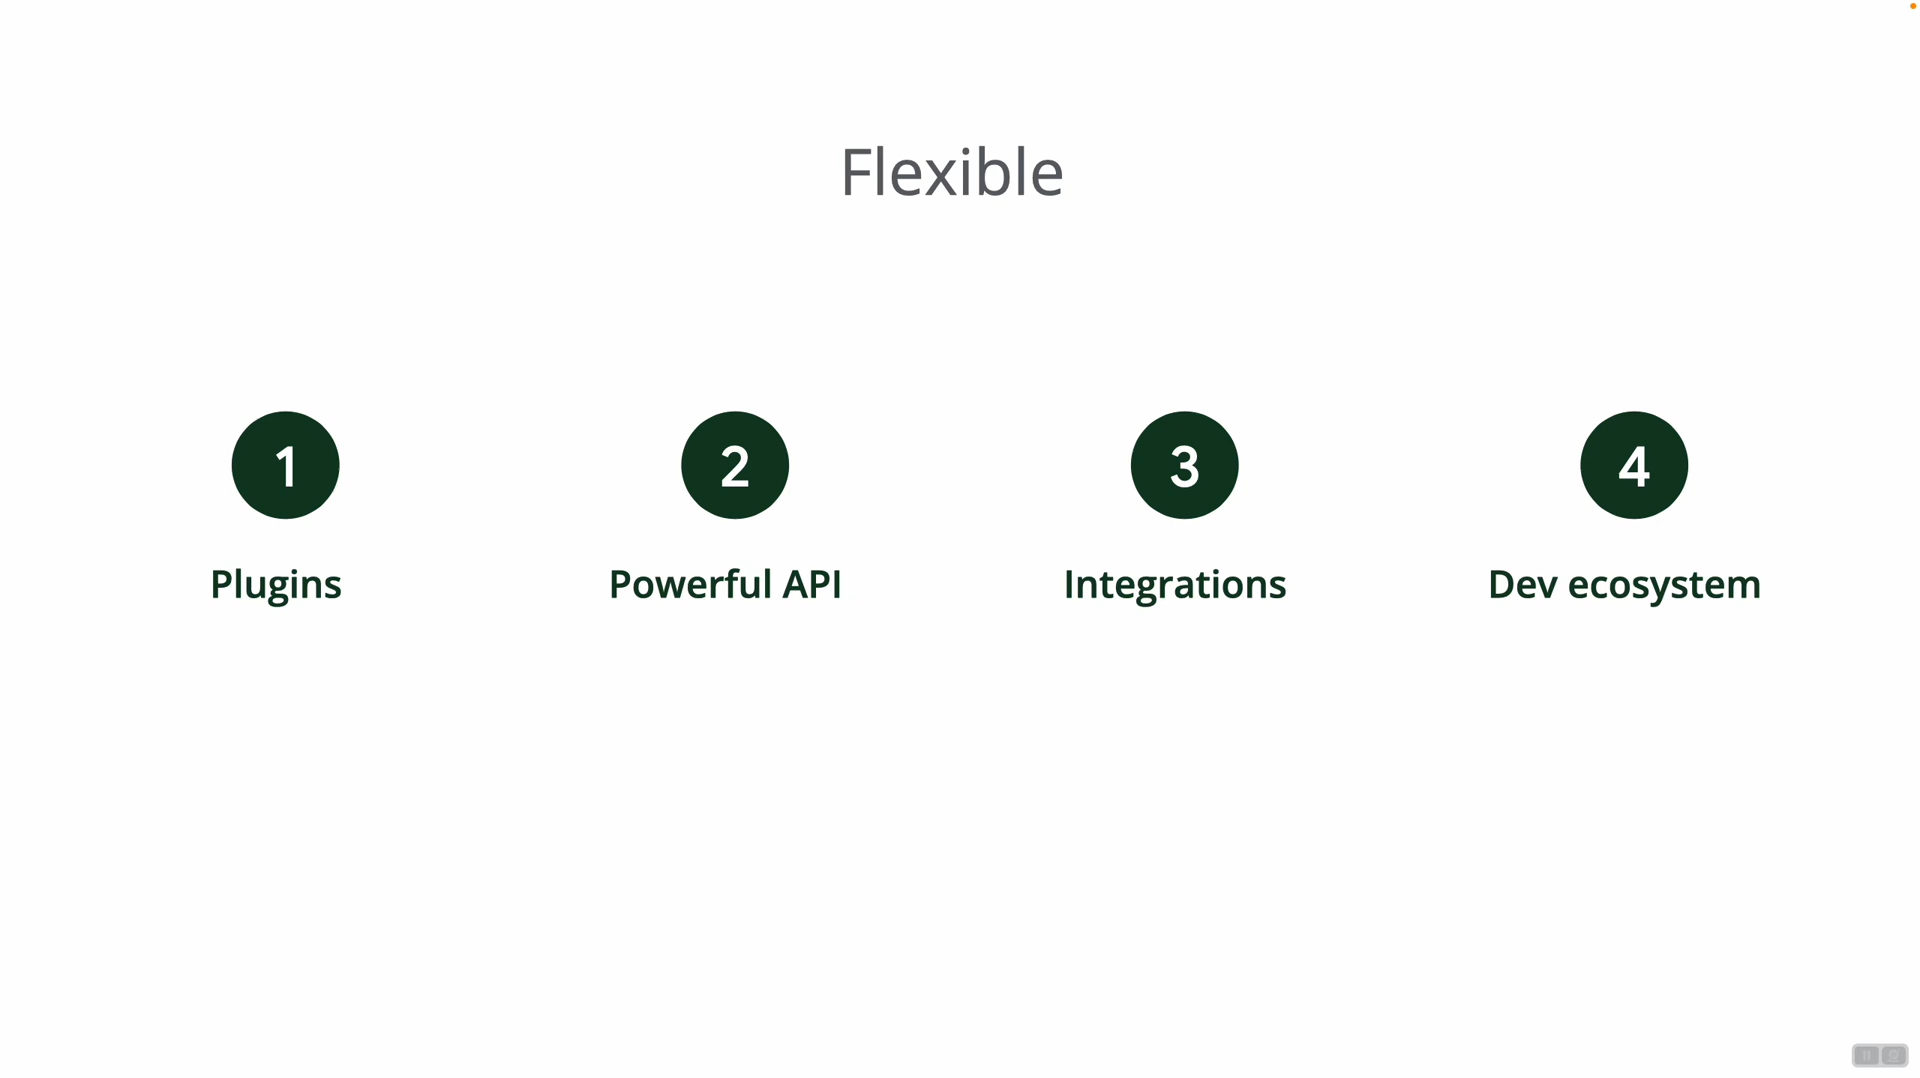 Flexible
1
2
3
4
Plugins
Powerful API
Integrations
Dev ecosystem